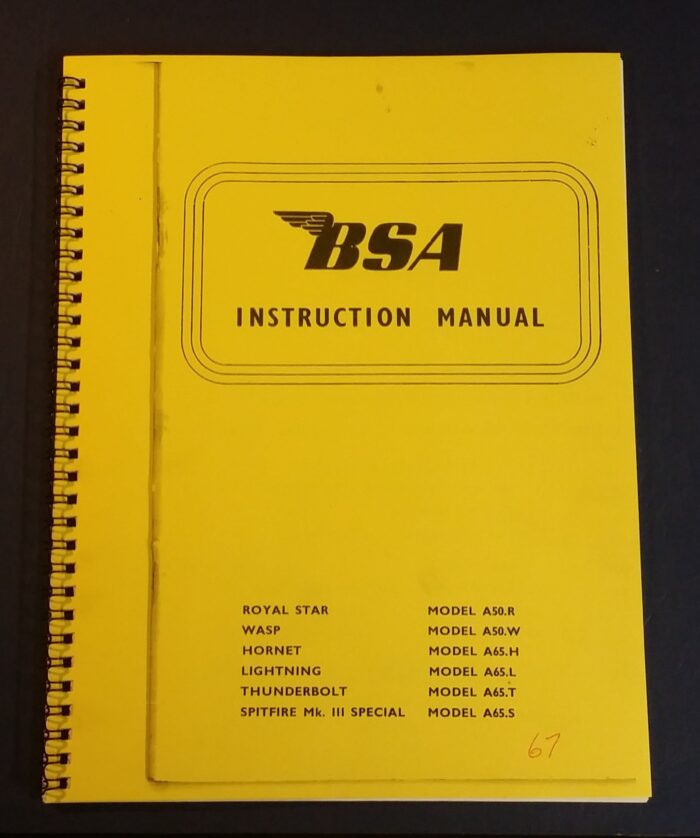 BSA
INSTRUCTION MANUAL
ROYAL STAR MODEL A50.R
WASP MODEL A50.W
HORNET MODEL A65.H
LIGHTNING MODEL A65.L
THUNDERBOLT MODEL A65.T
SPITFIRE Mk. III SPECIAL MODEL A65.S
67